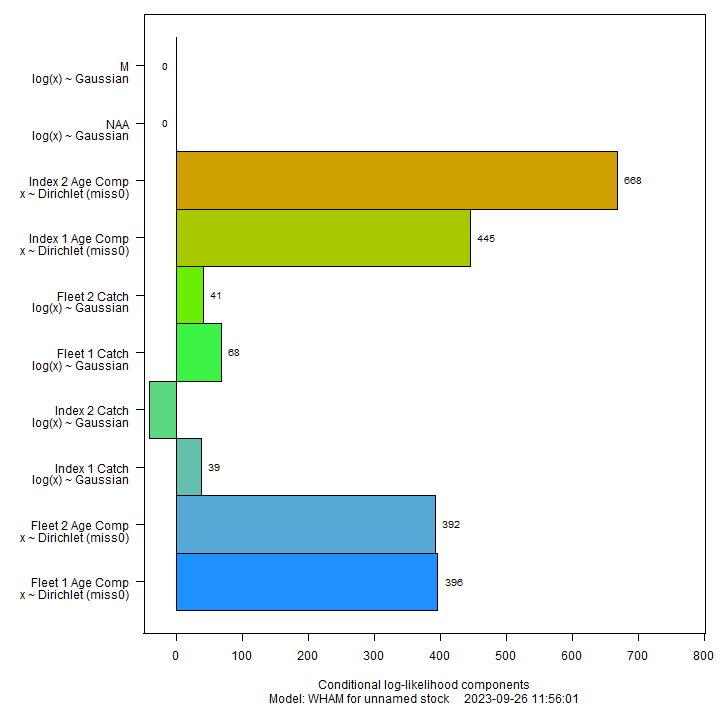 M
log(x) ~ Gaussian
0
NAA
log(x) ~ Gaussian
0
Index 2 Age Comp
x ~ Dirichlet (miss0)
668
Index 1 Age Comp
x ~ Dirichlet (miss0)
445
Fleet 2 Catch
log(x) ~ Gaussian
41
Fleet 1 Catch
log(x) ~ Gaussian
68
Index 2 Catch
log(x) ~ Gaussian
Index 1 Catch
log(x) ~ Gaussian
39
Fleet 2 Age Comp
x ~ Dirichlet (miss0)
392
Fleet 1 Age Comp
x ~ Dirichlet (miss0)
396
0 100 200 300 400 500 600 700 800
Conditional log-likelihood components
Model: WHAM for unnamed stock 2023-09-26 11:56:01